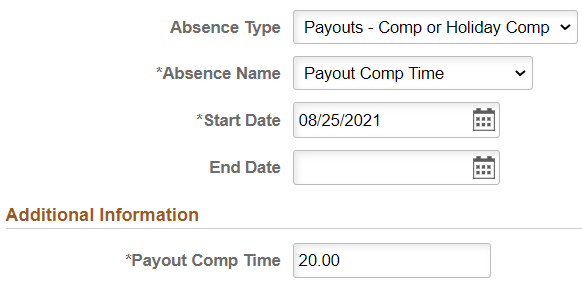 Absence Type Payouts - Comp or Holiday Comp
*Absence Name Payout Comp Time
*Start Date 08/25/2021
End Date
Additional Information
*Payout Comp Time 20.00